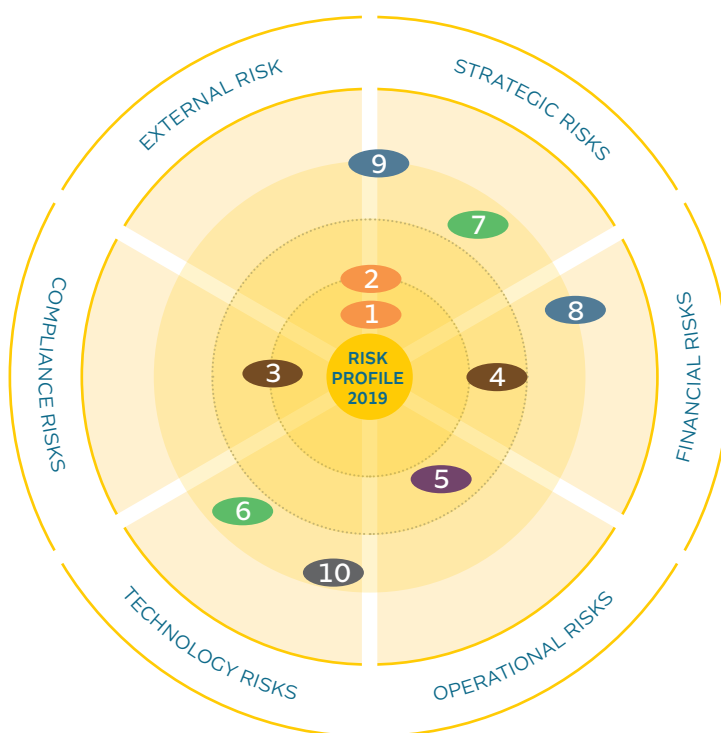 EXTERNAL RISK
STRATEGIC RISKS
9
7
2
8
1
COMPLIANCE RISKS
FINANCIAL RISKS
3
RISK
PROFILE
2019
4
5
6
10
TECHNOLOGY RISKS
OPERATIONAL RISKS